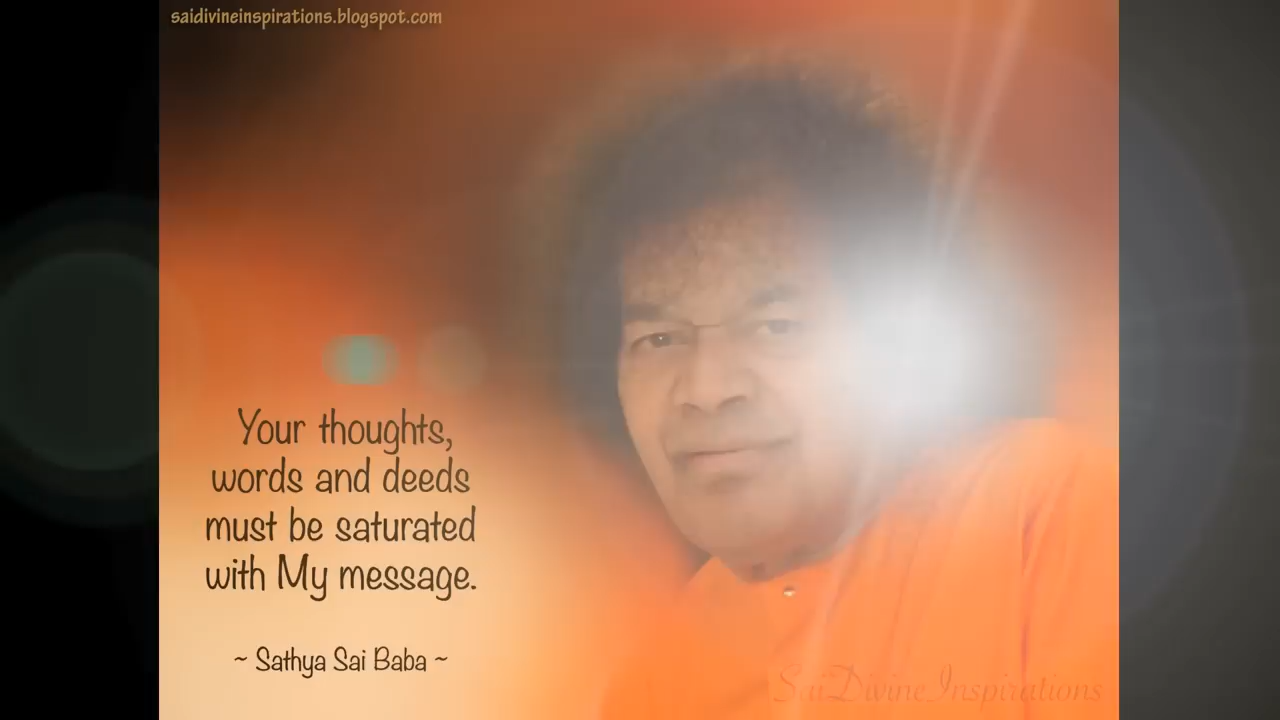 saidivineinspirations.blogspot.com
Your thoughts,
words and deeds
must be saturated
with My message.
~ Sathya Sai Baba ~
SaiDivineInspirations